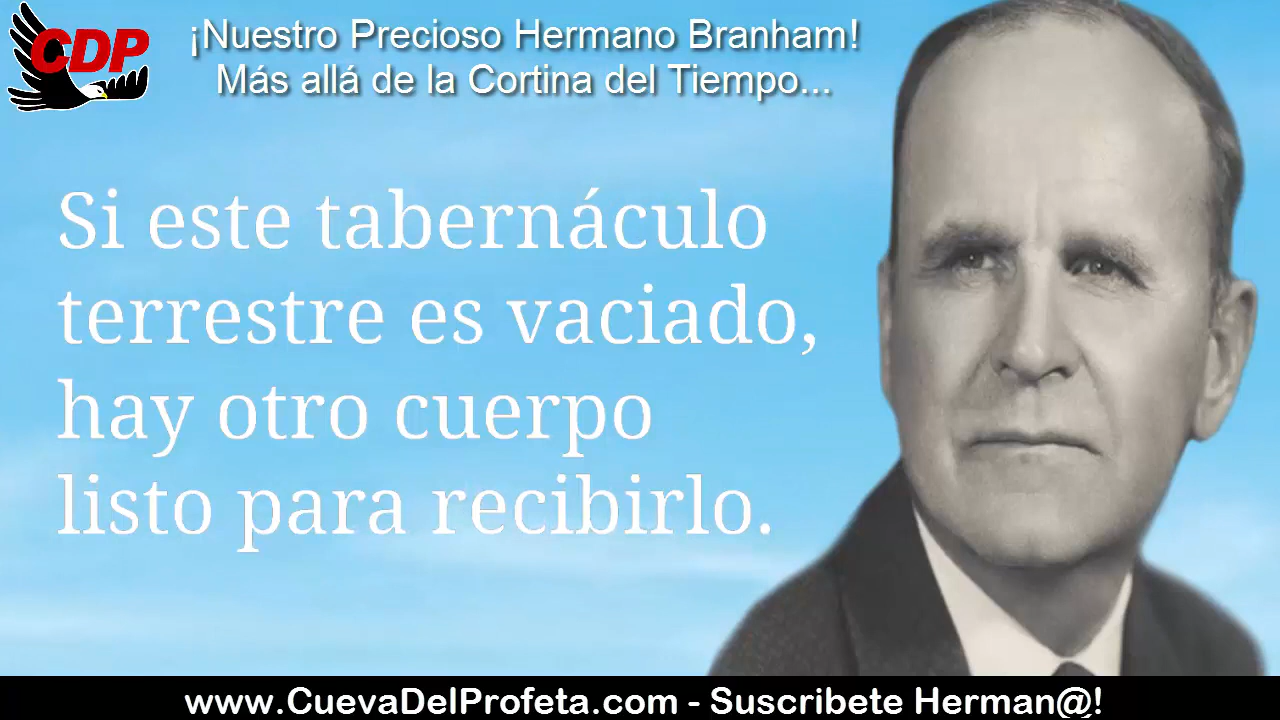 CDP
¡Nuestro Precioso Hermano Branham!
Más allá de la Cortina del Tiempo...
Si este tabernáculo
terrestre es vaciado,
hay otro cuerpo
listo para recibirlo.
www.CuevaDelProfeta.com - Suscribete Herman@!